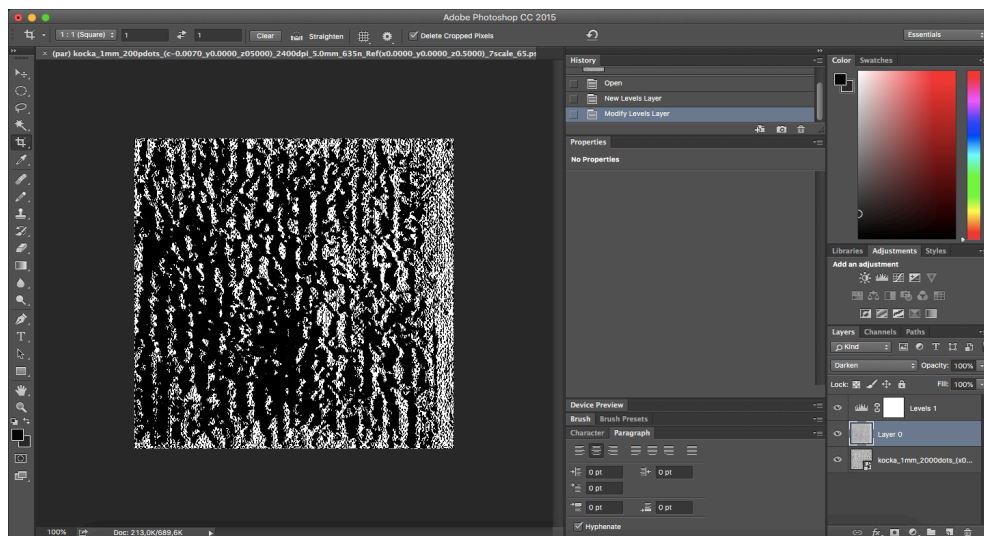 Adobe Photoshop CC 2015
1 : 1 (Square) 1 1 Clear Straighten Delete Cropped Pixels Essentials
× (par) kocka_1mm_200pdots_(c-0.0070_y0.0000_z05000)_2400dpi_5.0mm_635n_Ref(x0.0000_y0.0000_z0.5000)_7scale_65.ps
History
Open
New Levels Layer
Modify Levels Layer
Properties
No Properties
Color Swatches
Libraries Adjustments Styles
Add an adjustment
Layers Channels Paths
Kind
Darken Opacity: 100%
Lock: Fill: 100%
Levels 1
Layer 0
kocka_1mm_2000dots_(x0...
Device Preview
Brush Brush Presets
Character Paragraph
0 pt 0 pt
0 pt
0 pt 0 pt
Hyphenate
100% Doc: 213,0K/689,6K